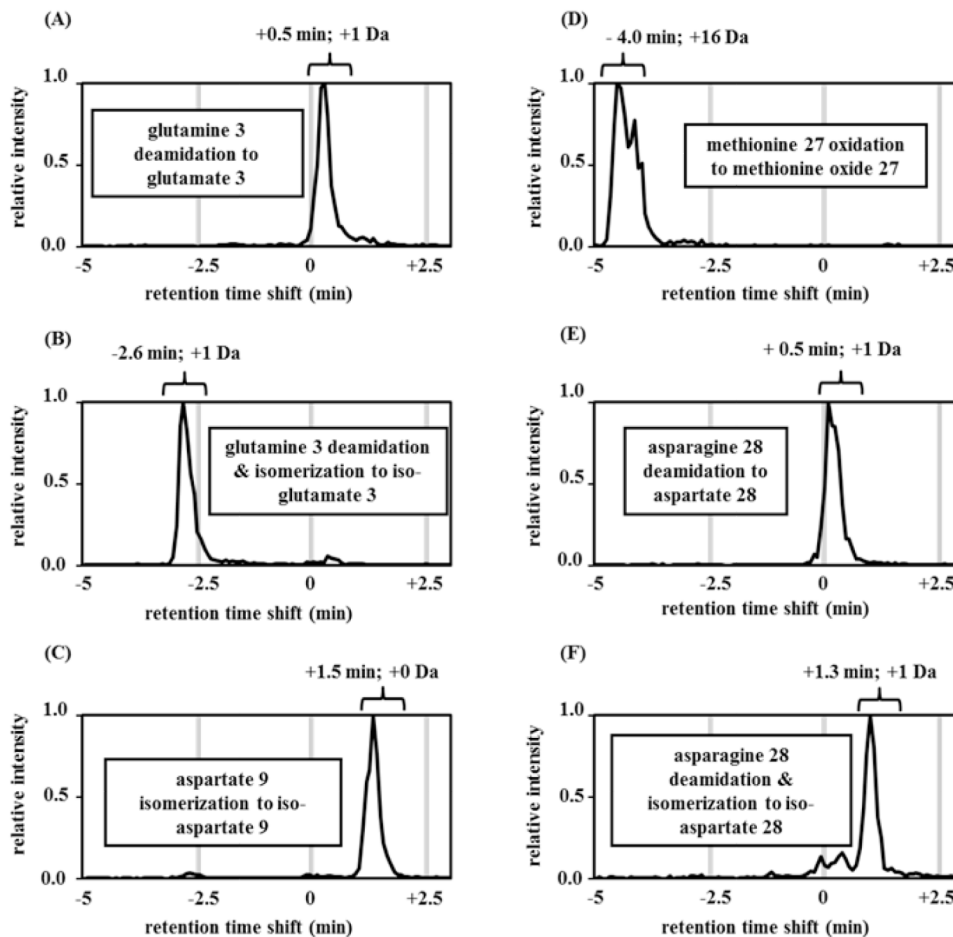 (A)
+0.5 min; +1 Da
relative intensity
1.0
0.5
0.0
glutamine 3
deamidation to
glutamate 3
-5
-2.5
0
+2.5
retention time shift (min)
(B)
-2.6 min; +1 Da
relative intensity
1.0
0.5
0.0
glutamine 3 deamidation
& isomerization to iso-
glutamate 3
-5
-2.5
0
+2.5
retention time shift (min)
(C)
+1.5 min; +0 Da
relative intensity
1.0
0.5
0.0
aspartate 9
isomerization to iso-
aspartate 9
-5
-2.5
0
+2.5
retention time shift (min)
(D)
- 4.0 min; +16 Da
relative intensity
1.0
0.5
0.0
methionine 27 oxidation
to methionine oxide 27
-5
-2.5
0
+2.5
retention time shift (min)
(E)
+ 0.5 min; +1 Da
relative intensity
1.0
0.5
0.0
asparagine 28
deamidation to
aspartate 28
-5
-2.5
0
+2.5
retention time shift (min)
(F)
+1.3 min; +1 Da
relative intensity
1.0
0.5
0.0
asparagine 28
deamidation &
isomerization to iso-
aspartate 28
-5
-2.5
0
+2.5
retention time shift (min)